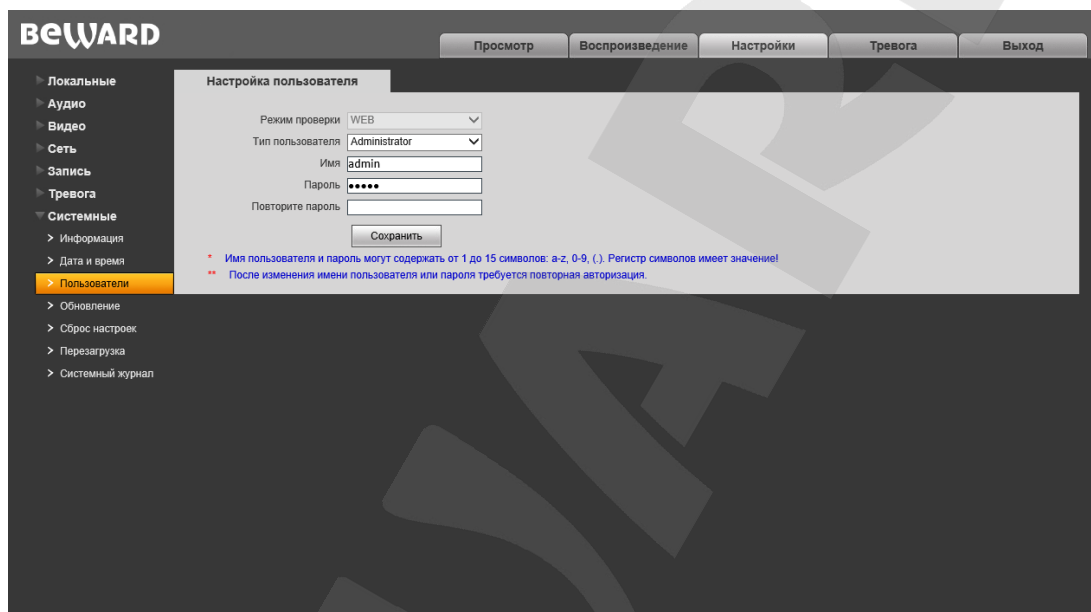 BEWARD
Просмотр
Воспроизведение
Настройки
Тревога
Выход
Локальные
Аудио
Видео
Сеть
Запись
Тревога
Системные
> Информация
> Дата и время
> Пользователи
> Обновление
> Сброс настроек
> Перезагрузка
> Системный журнал
Настройка пользователя
Режим проверки WEB
Тип пользователя Administrator
Имя admin
Пароль •••••
Повторите пароль
Сохранить
* Имя пользователя и пароль могут содержать от 1 до 15 символов: a-z, 0-9, (.). Регистр символов имеет значение!
** После изменения имени пользователя или пароля требуется повторная авторизация.